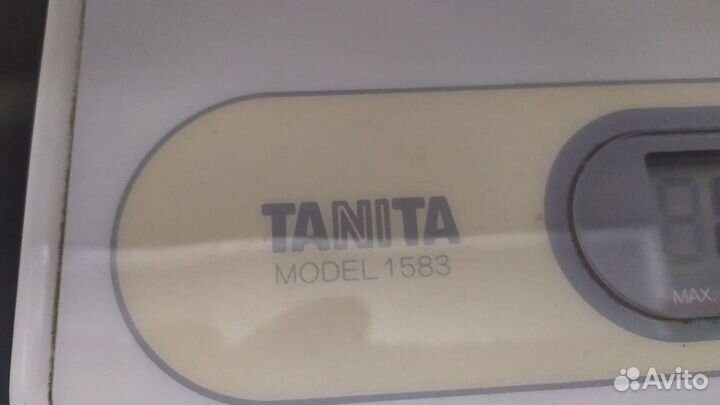 TANITA
MODEL 1583
MAX.
Avito